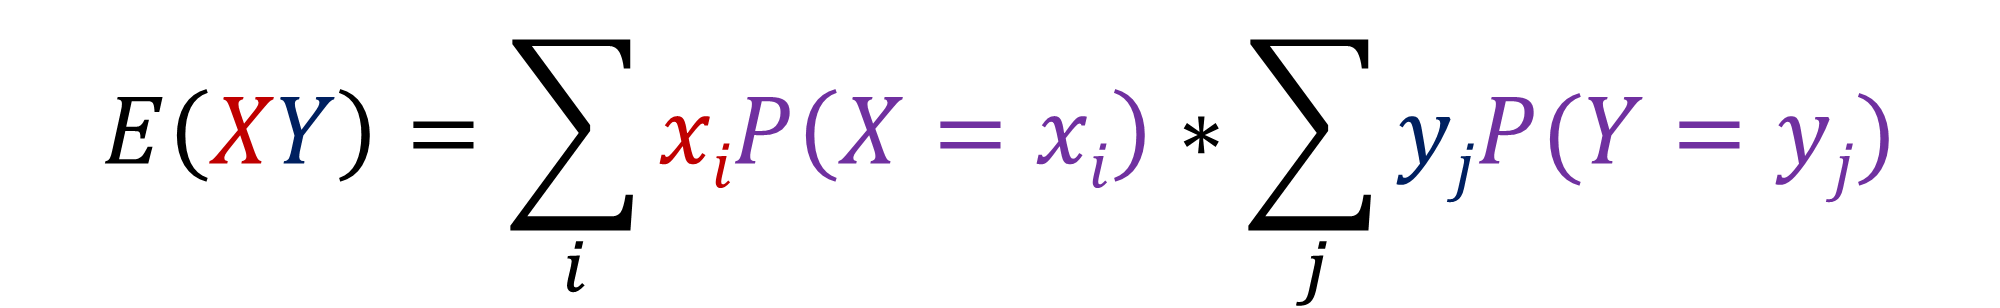 E(XY) = ∑_i x_i P(X = x_i) * ∑_j y_j P(Y = y_j)